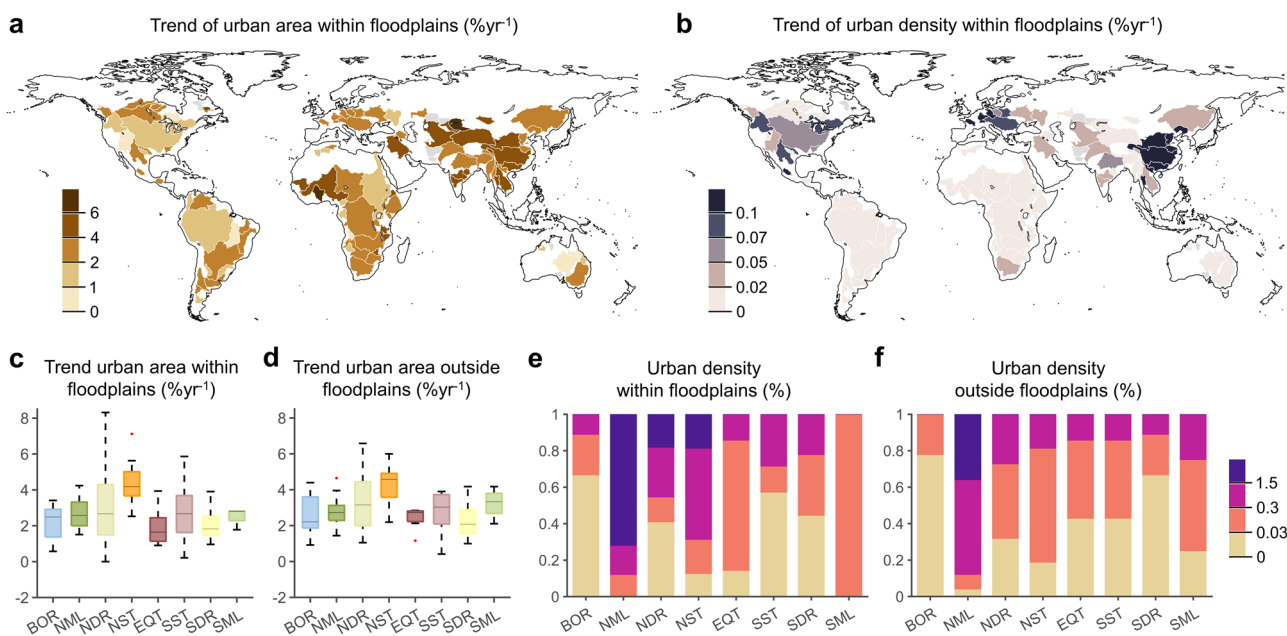 a Trend of urban area within floodplains (%yr⁻¹)
6
4
2
1
0
b Trend of urban density within floodplains (%yr⁻¹)
0.1
0.07
0.05
0.02
0
c Trend urban area within
floodplains (%yr⁻¹)
8
6
4
2
0
-2
BOR NML NDR NST EQT SST SDR SML
d Trend urban area outside
floodplains (%yr⁻¹)
8
6
4
2
0
-2
BOR NML NDR NST EQT SST SDR SML
e Urban density
within floodplains (%)
1
0.8
0.6
0.4
0.2
0
BOR NML NDR NST EQT SST SDR SML
f Urban density
outside floodplains (%)
1
0.8
0.6
0.4
0.2
0
BOR NML NDR NST EQT SST SDR SML
1.5
0.3
0.03
0